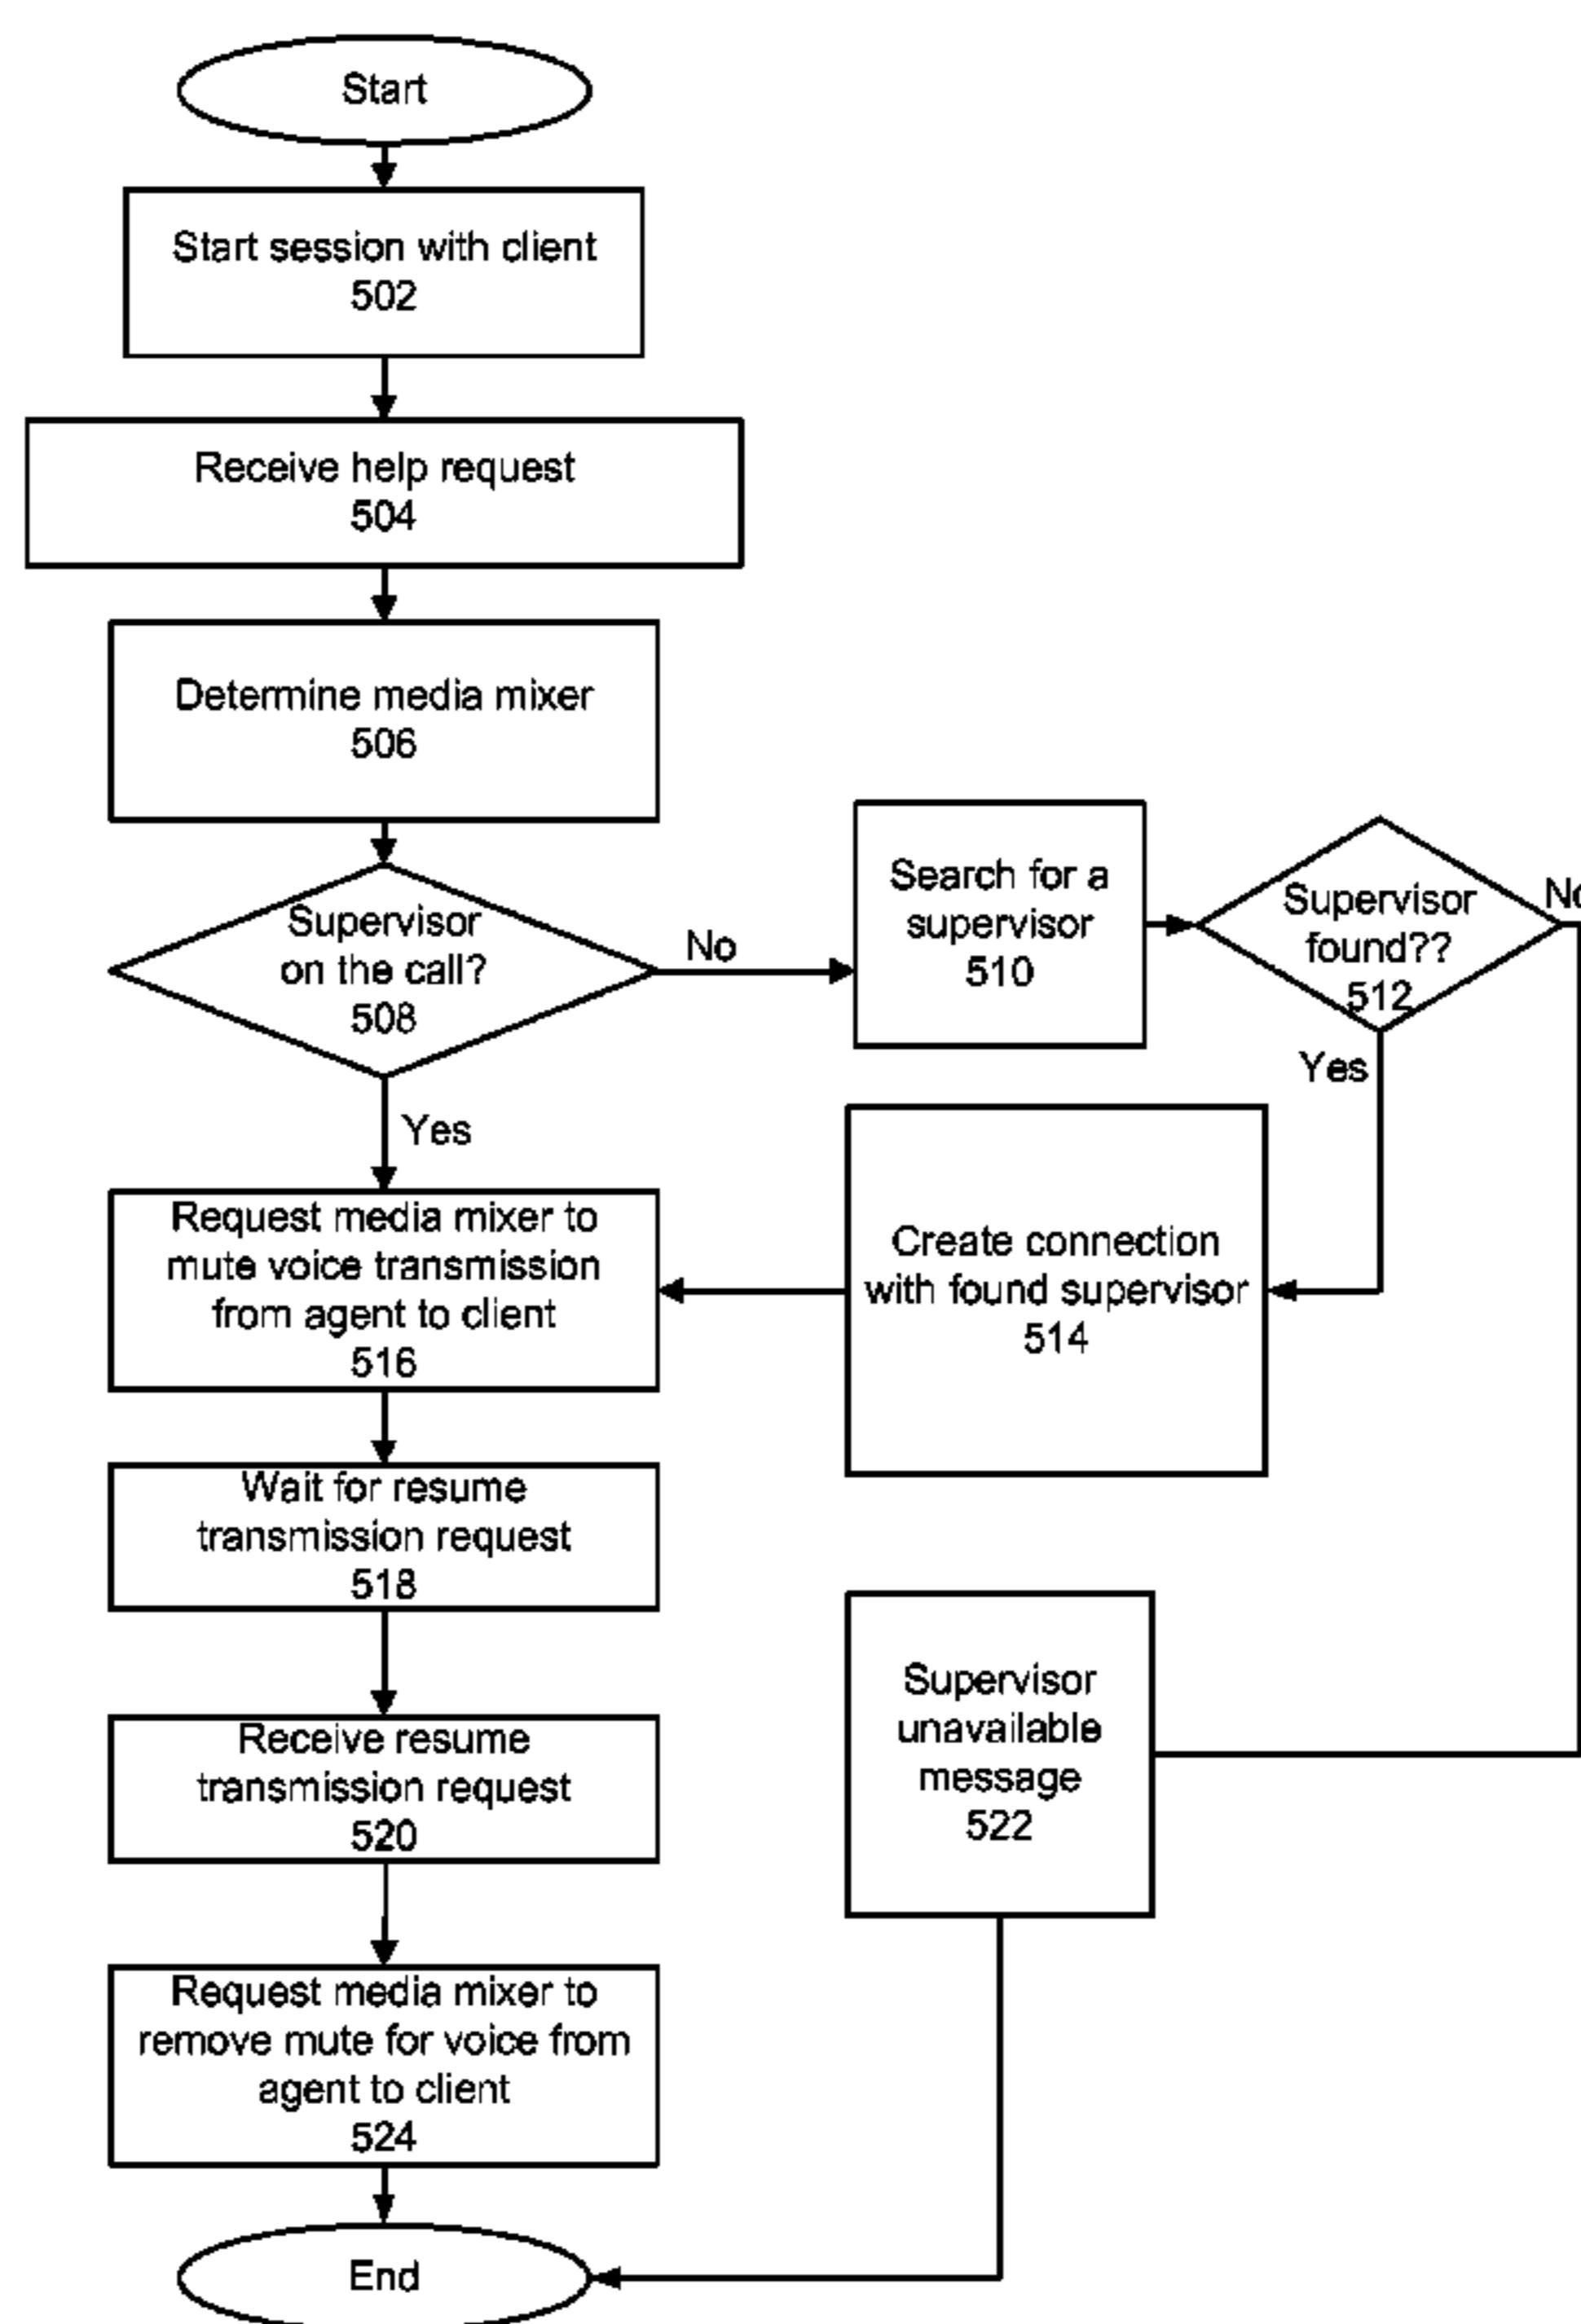 Start
Start session with client
502
Receive help request
504
Determine media mixer
506
Supervisor
on the call?
508
No
Search for a
supervisor
510
Supervisor
found??
512
No
Yes
Yes
Create connection
with found supervisor
514
Request media mixer to
mute voice transmission
from agent to client
516
Wait for resume
transmission request
518
Supervisor
unavailable
message
522
Receive resume
transmission request
520
Request media mixer to
remove mute for voice from
agent to client
524
End